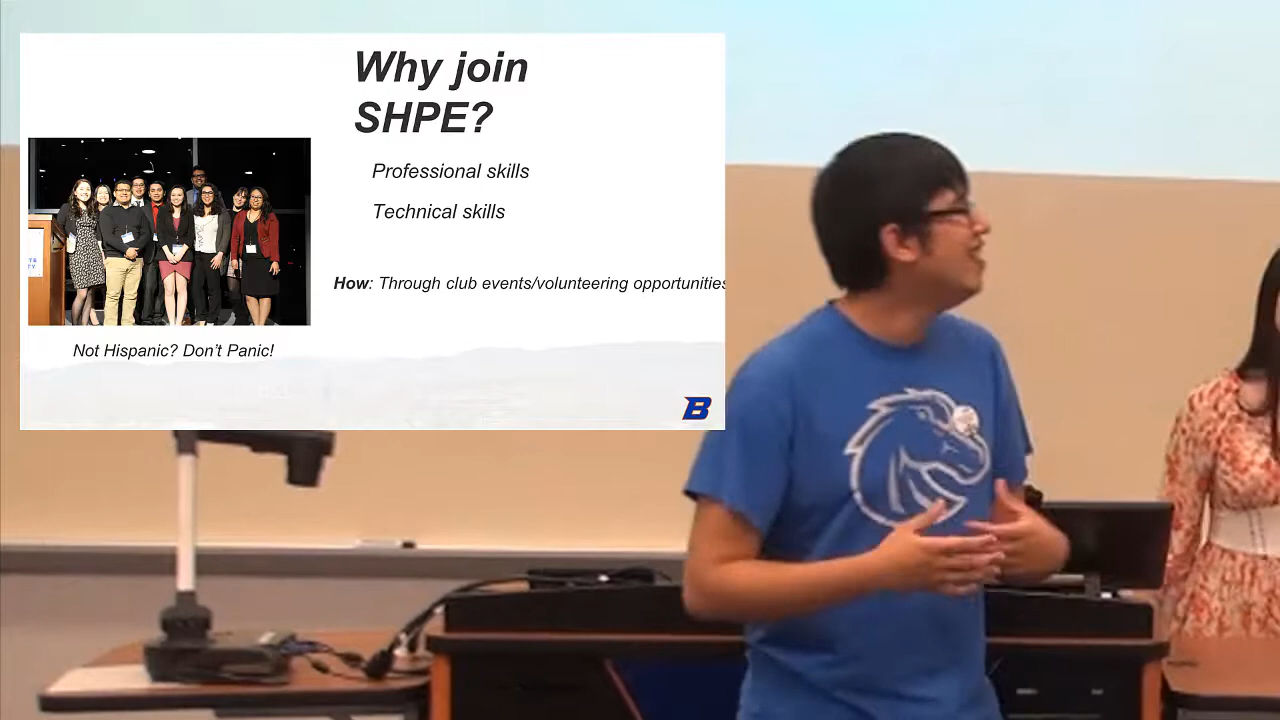 Why join
SHPE?
Professional skills
Technical skills
How: Through club events/volunteering opportunities
Not Hispanic? Don't Panic!
B